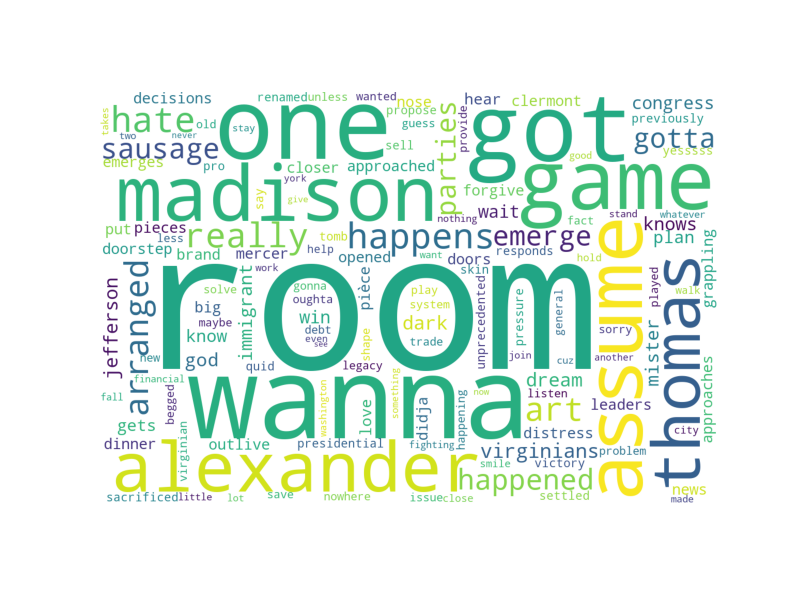 decisions
renamed
unless
wanted
nose
hear
clermont
congress
takes
hate
old
one
propose
provide
got
previously
two
never
stay
guess
parties
gotta
sausage
emerges
pro
closer
approached
sell
good
yesssss
madison
say
york
give
forgive
game
put
pieces
really
tomb
happens
nothing
wait
emerge
fact
stand
whatever
knows
doorstep
less
brand
mercer
help
opened
want
doors
responds
hold
plan
arranged
immigrant
work
room
pièce
skin
unprecedented
assume
thomas
walk
grappling
jefferson
solve
gonna
oughta
play
system
pressure
general
played
mister
big
maybe
know
win
debt
even
see
dark
trade
sorry
new
god
quid
legacy
shape
join
cuz
another
approaches
financial
fall
begged
wanna
something
now
listen
dream
gets
virginian
washington
love
didja
happening
art
leaders
city
dinner
outlive
presidential
fighting
distress
virginians
problem
alexander
smile
victory
happened
news
sacrificed
little
lot
save
nowhere
issue
close
settled
made